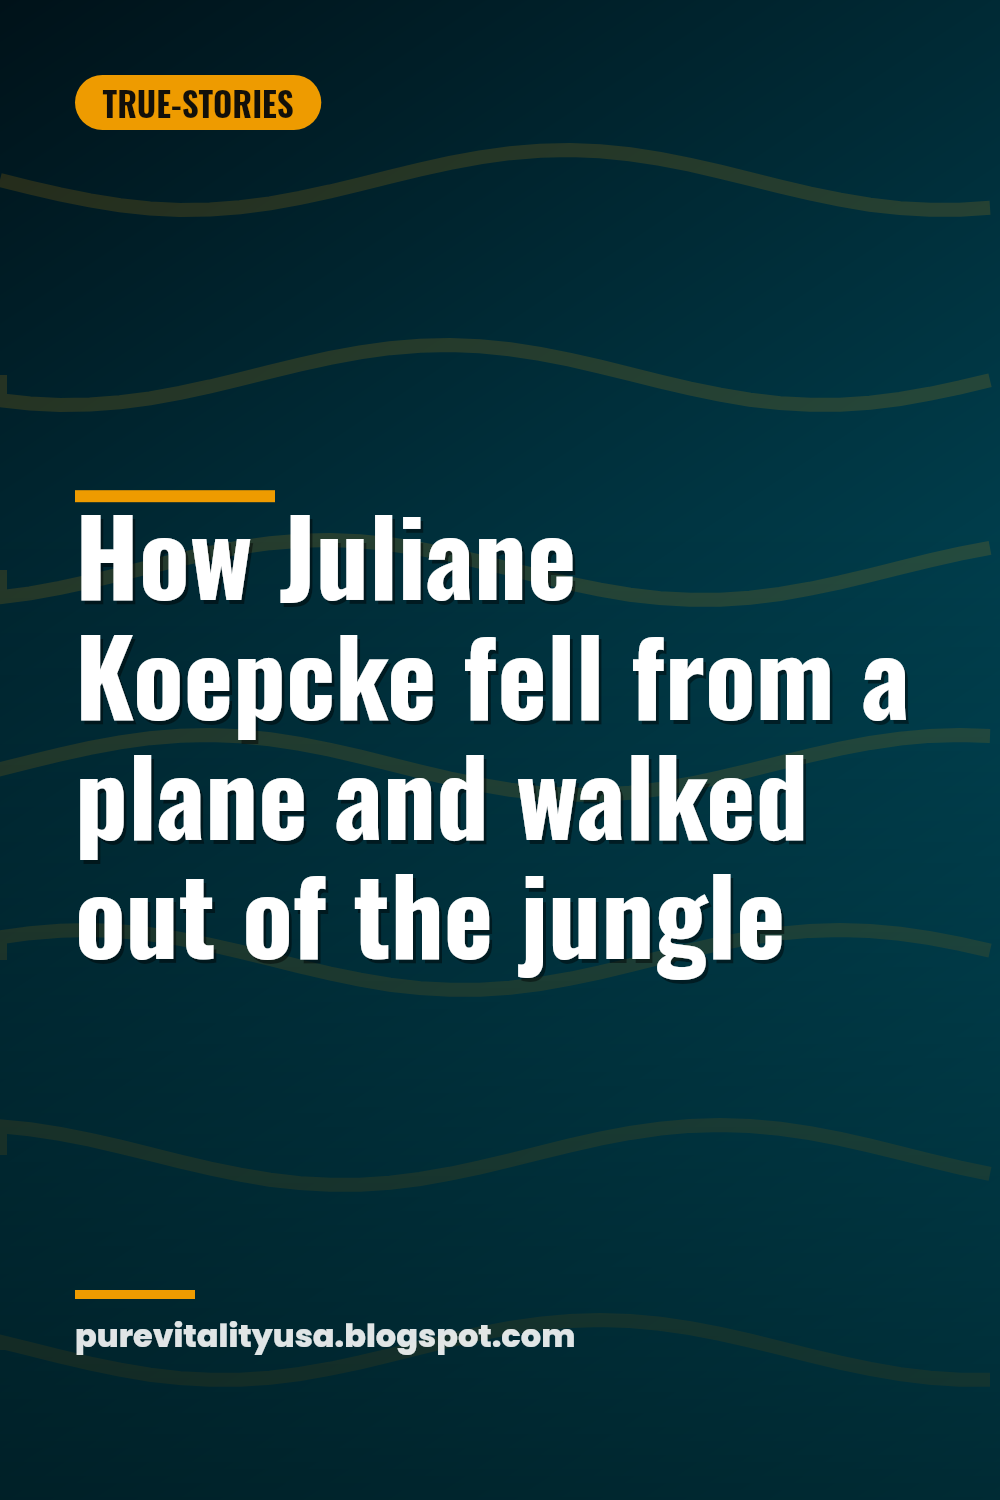 TRUE-STORIES
How Juliane
Koepcke fell from a
plane and walked
out of the jungle
purevitalityusa.blogspot.com